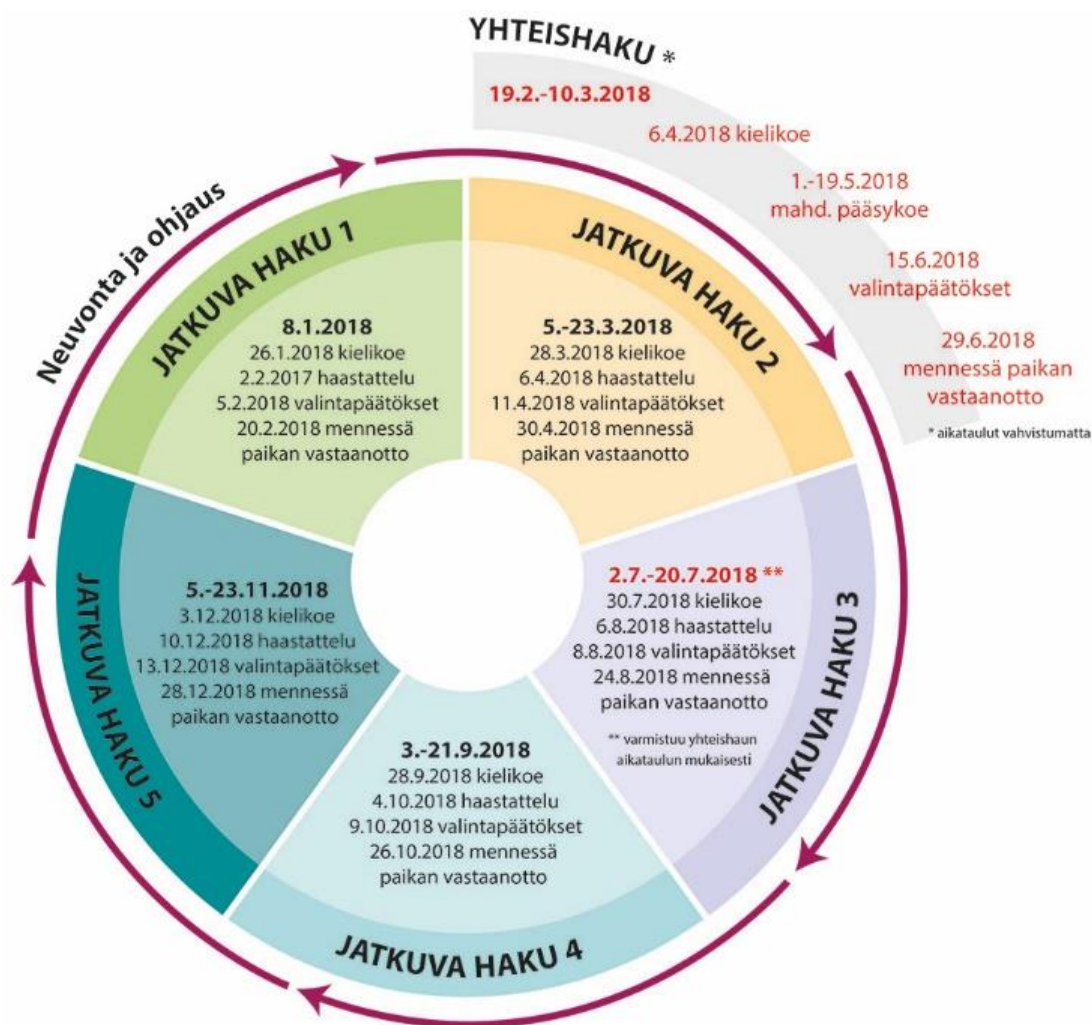 YHTEISHAKU *
19.2.-10.3.2018
6.4.2018 kielikoe
1.-19.5.2018
mahd. pääsykoe
15.6.2018
valintapäätökset
29.6.2018
mennessä paikan
vastaanotto
* aikataulut vahvistumatta
Neuvonta ja ohjaus
JATKUVA HAKU 1
8.1.2018
26.1.2018 kielikoe
2.2.2017 haastattelu
5.2.2018 valintapäätökset
20.2.2018 mennessä
paikan vastaanotto
JATKUVA HAKU 2
5.-23.3.2018
28.3.2018 kielikoe
6.4.2018 haastattelu
11.4.2018 valintapäätökset
30.4.2018 mennessä
paikan vastaanotto
JATKUVA HAKU 3
2.7.-20.7.2018 **
30.7.2018 kielikoe
6.8.2018 haastattelu
8.8.2018 valintapäätökset
24.8.2018 mennessä
paikan vastaanotto
** varmistuu yhteishaun
aikataulun mukaisesti
JATKUVA HAKU 4
3.-21.9.2018
28.9.2018 kielikoe
4.10.2018 haastattelu
9.10.2018 valintapäätökset
26.10.2018 mennessä
paikan vastaanotto
JATKUVA HAKU 5
5.-23.11.2018
3.12.2018 kielikoe
10.12.2018 haastattelu
13.12.2018 valintapäätökset
28.12.2018 mennessä
paikan vastaanotto